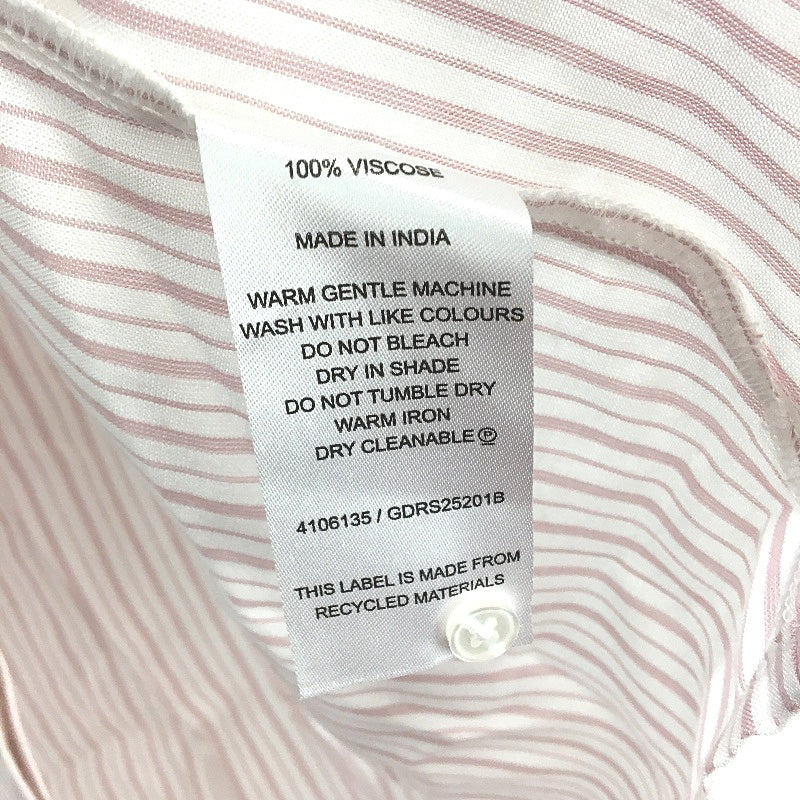 100% VISCOSE
MADE IN INDIA
WARM GENTLE MACHINE
WASH WITH LIKE COLOURS
DO NOT BLEACH
DRY IN SHADE
DO NOT TUMBLE DRY
WARM IRON
DRY CLEANABLE Ⓟ
4106135 / GDRS25201B
THIS LABEL IS MADE FROM
RECYCLED MATERIALS